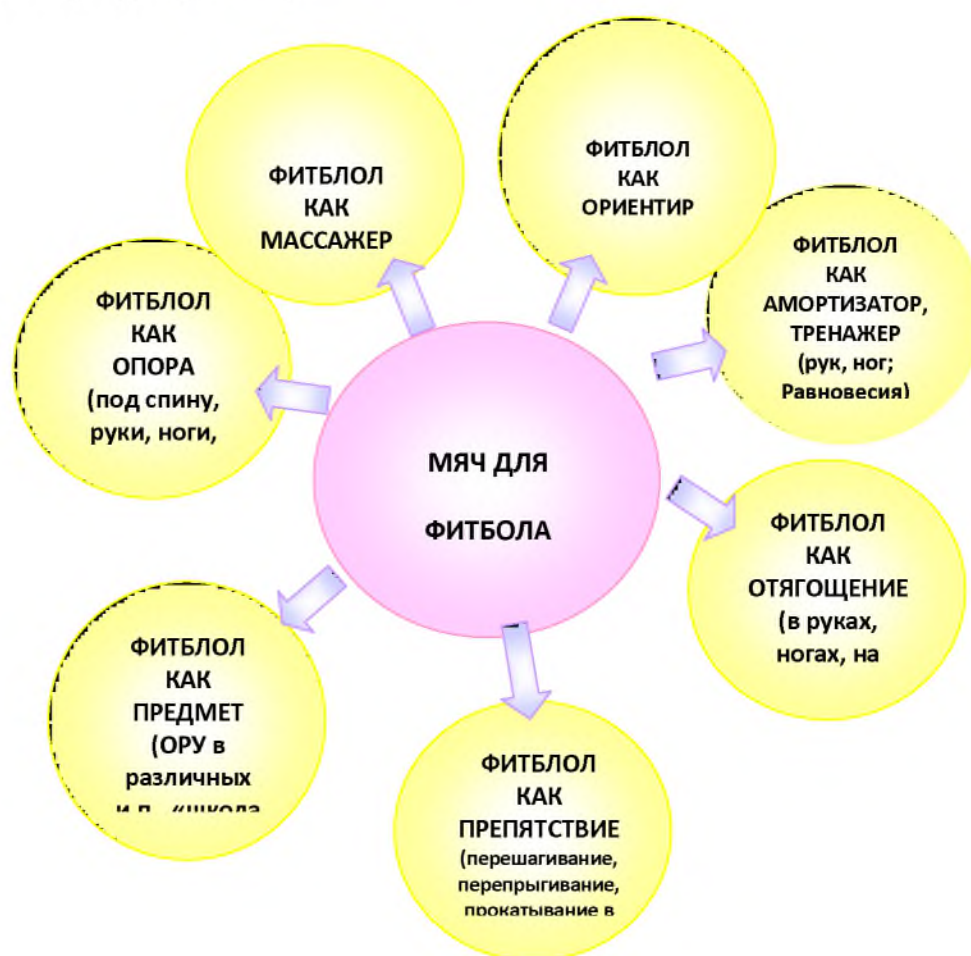 ФИТБЛОЛ
КАК
МАССАЖЕР
ФИТБЛОЛ
КАК
ОРИЕНТИР
ФИТБЛОЛ
КАК
АМОРТИЗАТОР,
ТРЕНАЖЕР
(рук, ног;
Равновесия)
ФИТБЛОЛ
КАК
ОПОРА
(под спину,
руки, ноги,
МЯЧ ДЛЯ
ФИТБОЛА
ФИТБЛОЛ
КАК
ОТЯГОЩЕНИЕ
(в руках,
ногах, на
ФИТБЛОЛ
КАК
ПРЕДМЕТ
(ОРУ в
различных
и.п., «школа
ФИТБЛОЛ
КАК
ПРЕПЯТСТВИЕ
(перешагивание,
перепрыгивание,
прокатывание в